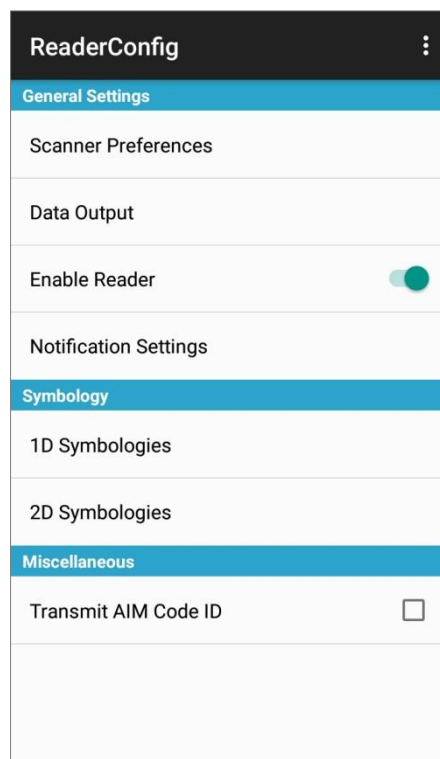 ReaderConfig
General Settings
Scanner Preferences
Data Output
Enable Reader
Notification Settings
Symbology
1D Symbologies
2D Symbologies
Miscellaneous
Transmit AIM Code ID